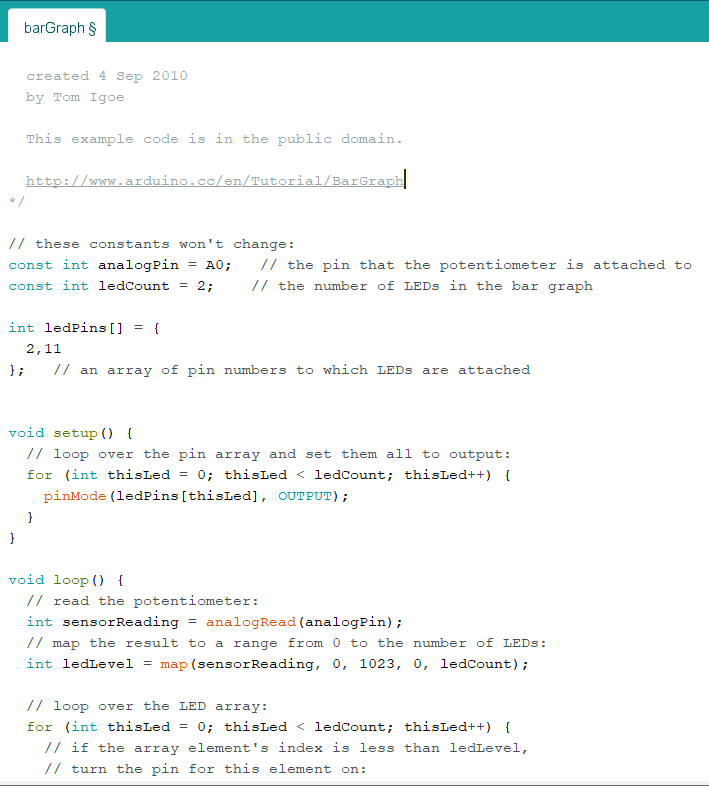 barGraph §
created 4 Sep 2010
by Tom Igoe
This example code is in the public domain.
http://www.arduino.cc/en/Tutorial/BarGraph
*/
// these constants won't change:
const int analogPin = A0;   // the pin that the potentiometer is attached to
const int ledCount = 2;    // the number of LEDs in the bar graph
int ledPins[] = {
  2,11
};   // an array of pin numbers to which LEDs are attached
void setup() {
  // loop over the pin array and set them all to output:
  for (int thisLed = 0; thisLed < ledCount; thisLed++) {
    pinMode(ledPins[thisLed], OUTPUT);
  }
}
void loop() {
  // read the potentiometer:
  int sensorReading = analogRead(analogPin);
  // map the result to a range from 0 to the number of LEDs:
  int ledLevel = map(sensorReading, 0, 1023, 0, ledCount);
  // loop over the LED array:
  for (int thisLed = 0; thisLed < ledCount; thisLed++) {
    // if the array element's index is less than ledLevel,
    // turn the pin for this element on: